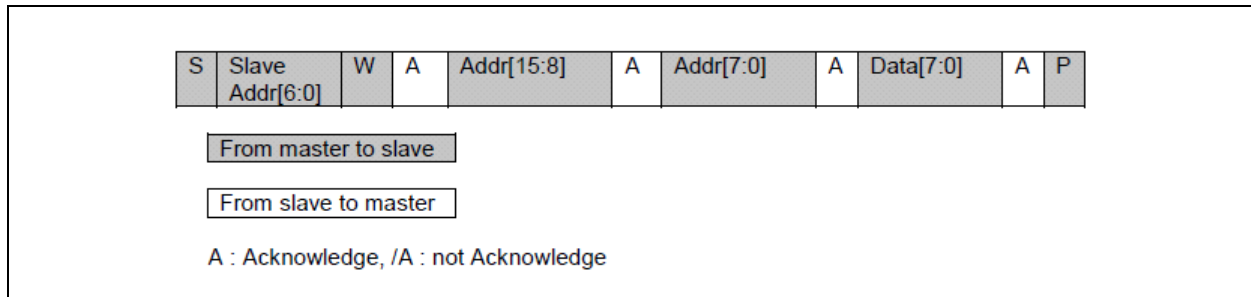 S Slave Addr[6:0] W A Addr[15:8] A Addr[7:0] A Data[7:0] A P
From master to slave
From slave to master
A : Acknowledge, /A : not Acknowledge